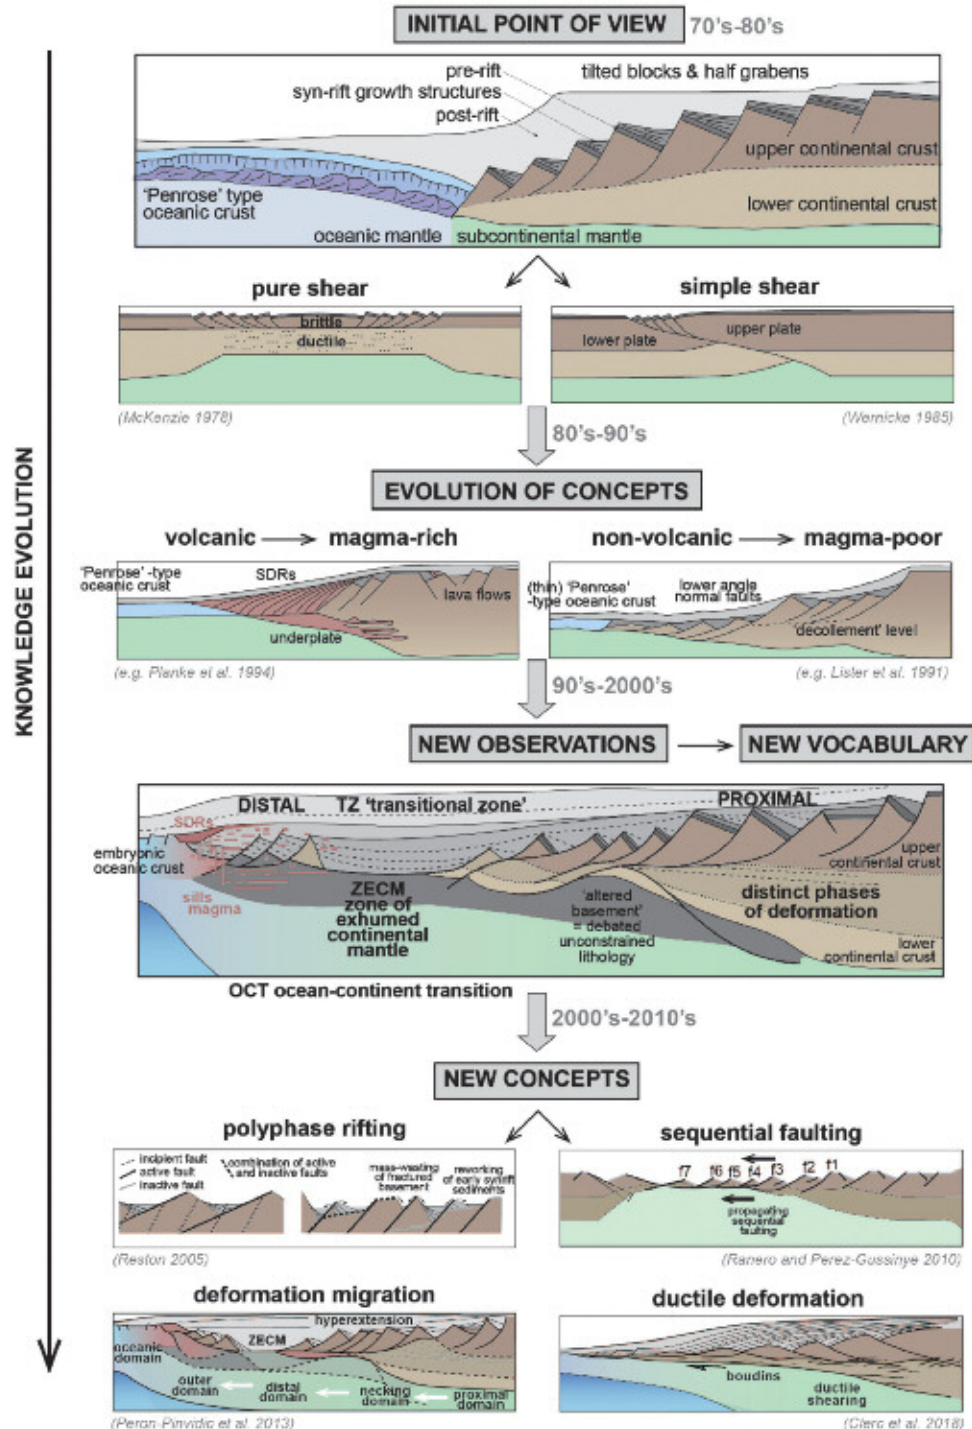 INITIAL POINT OF VIEW 70's-80's
pre-rift
syn-rift growth structures
post-rift
tilted blocks & half grabens
upper continental crust
lower continental crust
'Penrose' type
oceanic crust
oceanic mantle
subcontinental mantle
pure shear
brittle
ductile
(McKenzie 1978)
simple shear
lower plate
upper plate
(Wernicke 1985)
80's-90's
KNOWLEDGE EVOLUTION
EVOLUTION OF CONCEPTS
volcanic
magma-rich
'Penrose' -type
oceanic crust
SDRs
lava flows
underplate
(e.g. Planke et al. 1994)
non-volcanic
magma-poor
(thin) 'Penrose'
-type oceanic crust
lower angle
normal faults
'decollement' level
(e.g. Lister et al. 1991)
90's-2000's
NEW OBSERVATIONS
NEW VOCABULARY
DISTAL
TZ 'transitional zone'
PROXIMAL
SDRs
embryonic
oceanic crust
sills
magma
ZECM
zone of
exhumed
continental
mantle
'altered
basement'
= debated
unconstrained
lithology
upper
continental crust
distinct phases
of deformation
lower
continental crust
OCT ocean-continent transition
2000's-2010's
NEW CONCEPTS
polyphase rifting
incipient fault
active fault
inactive fault
combination of active
and inactive faults
mass-wasting
of fractured
basement
reworking
of early synrift
sediments
(Reston 2005)
sequential faulting
f7 f6 f5 f4 f3 f2 f1
propagating
sequential
faulting
(Ranero and Perez-Gussinye 2010)
deformation migration
hyperextension
ZECM
oceanic
domain
outer
domain
distal
domain
necking
domain
proximal
domain
(Peron-Pinvidic et al. 2013)
ductile deformation
boudins
ductile
shearing
(Clerc et al. 2018)